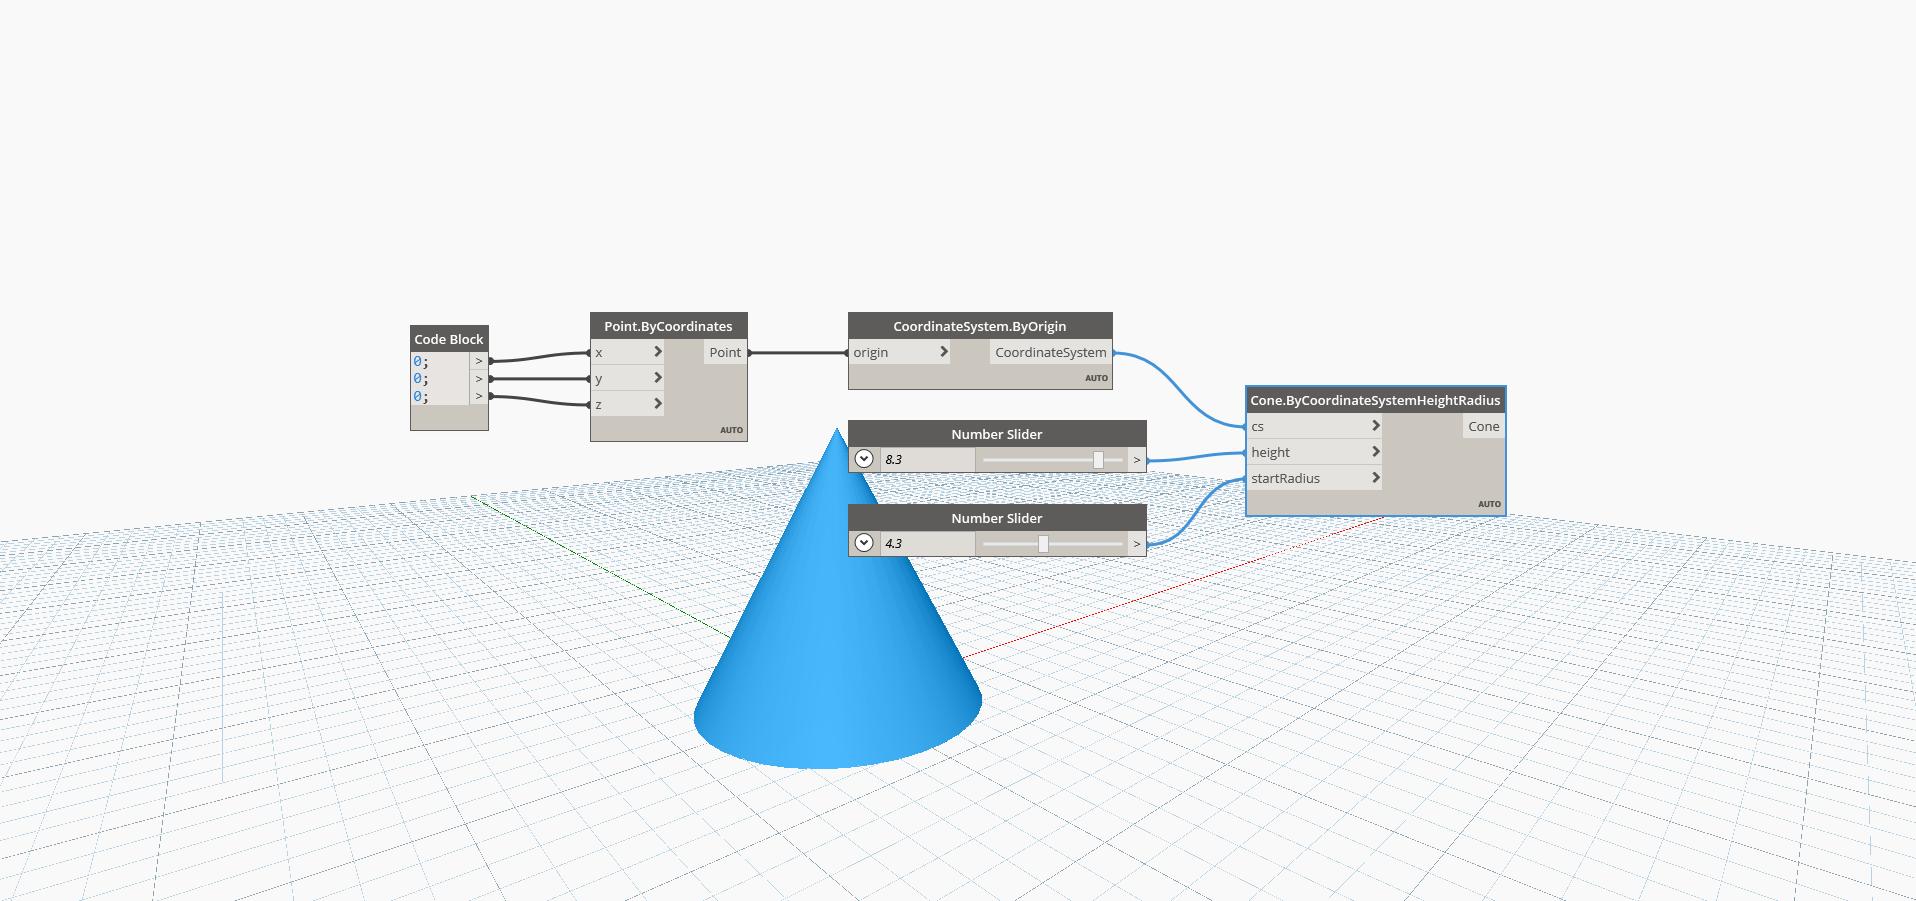 Code Block
0; >
0; >
0; >
Point.ByCoordinates
x > Point
y >
z >
AUTO
CoordinateSystem.ByOrigin
origin > CoordinateSystem
AUTO
Number Slider
8.3 >
Number Slider
4.3 >
Cone.ByCoordinateSystemHeightRadius
cs > Cone
height >
startRadius >
AUTO